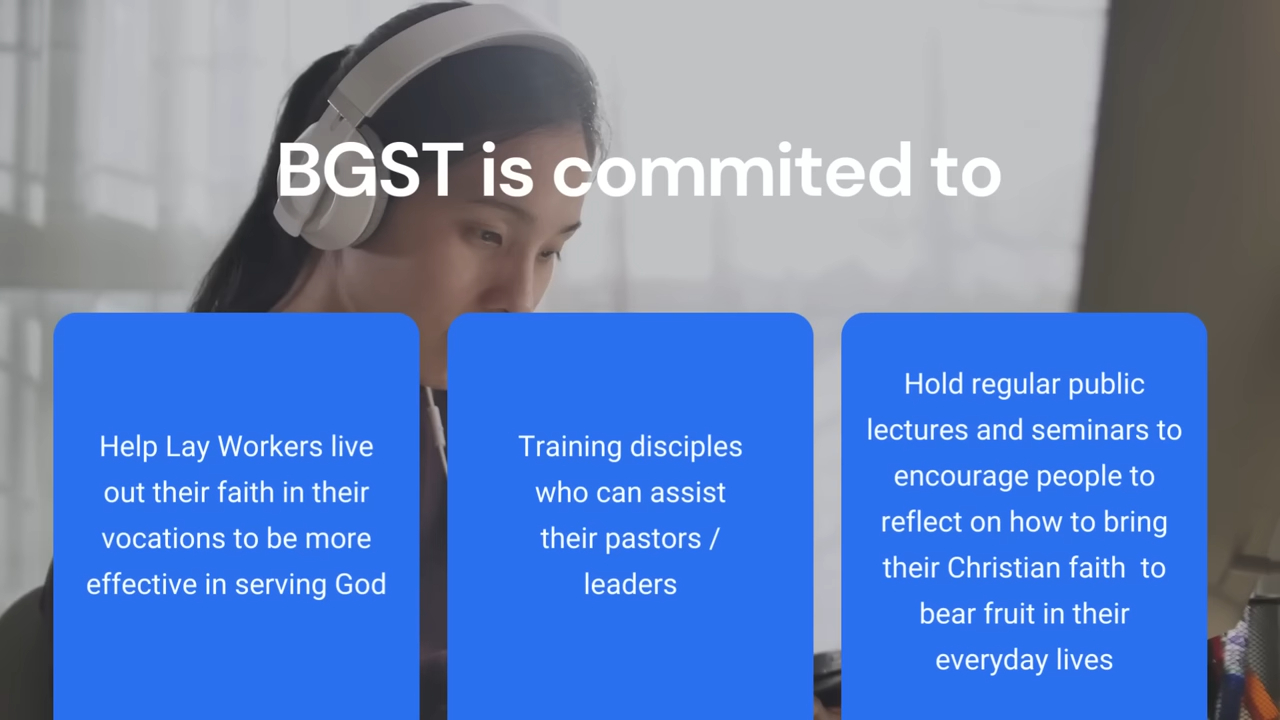 BGST is commited to
Help Lay Workers live
out their faith in their
vocations to be more
effective in serving God
Training disciples
who can assist
their pastors /
leaders
Hold regular public
lectures and seminars to
encourage people to
reflect on how to bring
their Christian faith  to
bear fruit in their
everyday lives